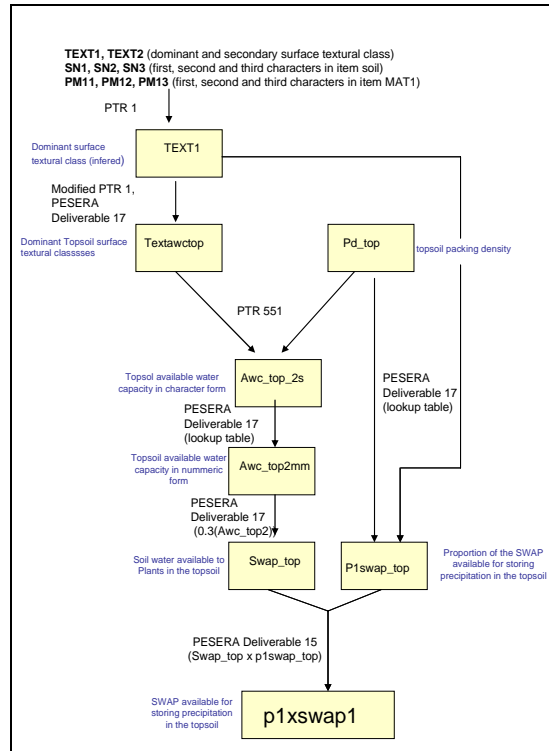 TEXT1, TEXT2 (dominant and secondary surface textural class)
SN1, SN2, SN3 (first, second and third characters in item soil)
PM11, PM12, PM13 (first, second and third characters in item MAT1)
PTR 1
Dominant surface
textural class (infered)
TEXT1
Modified PTR 1,
PESERA
Deliverable 17
Dominant Topsoil surface
textural classses
Textawctop
Pd_top
topsoil packing density
PTR 551
Topsol available water
capacity in character form
Awc_top_2s
PESERA
Deliverable 17
(lookup table)
PESERA
Deliverable 17
(lookup table)
Topsoil available water
capacity in nummeric
form
Awc_top2mm
PESERA
Deliverable 17
(0.3(Awc_top2))
Soil water available to
Plants in the topsoil
Swap_top
P1swap_top
Proportion of the SWAP
available for storing
precipitation in the topsoil
PESERA Deliverable 15
(Swap_top x p1swap_top)
SWAP available for
storing precipitation
in the topsoil
p1xswap1